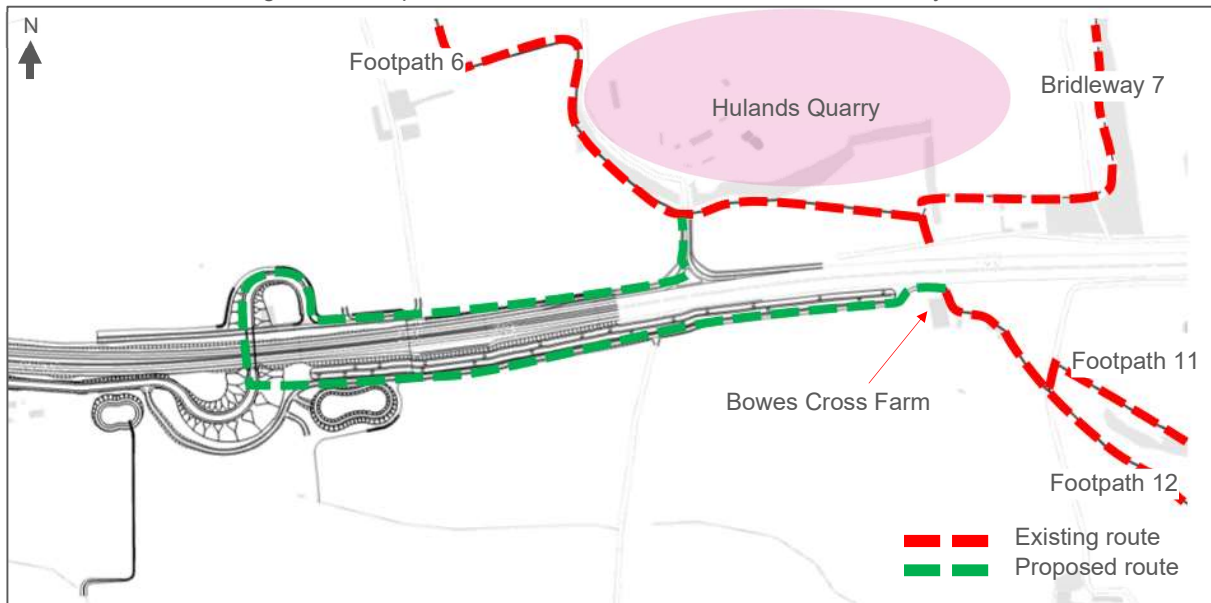 N
Footpath 6
Hulands Quarry
Bridleway 7
Footpath 11
Bowes Cross Farm
Footpath 12
Existing route
Proposed route